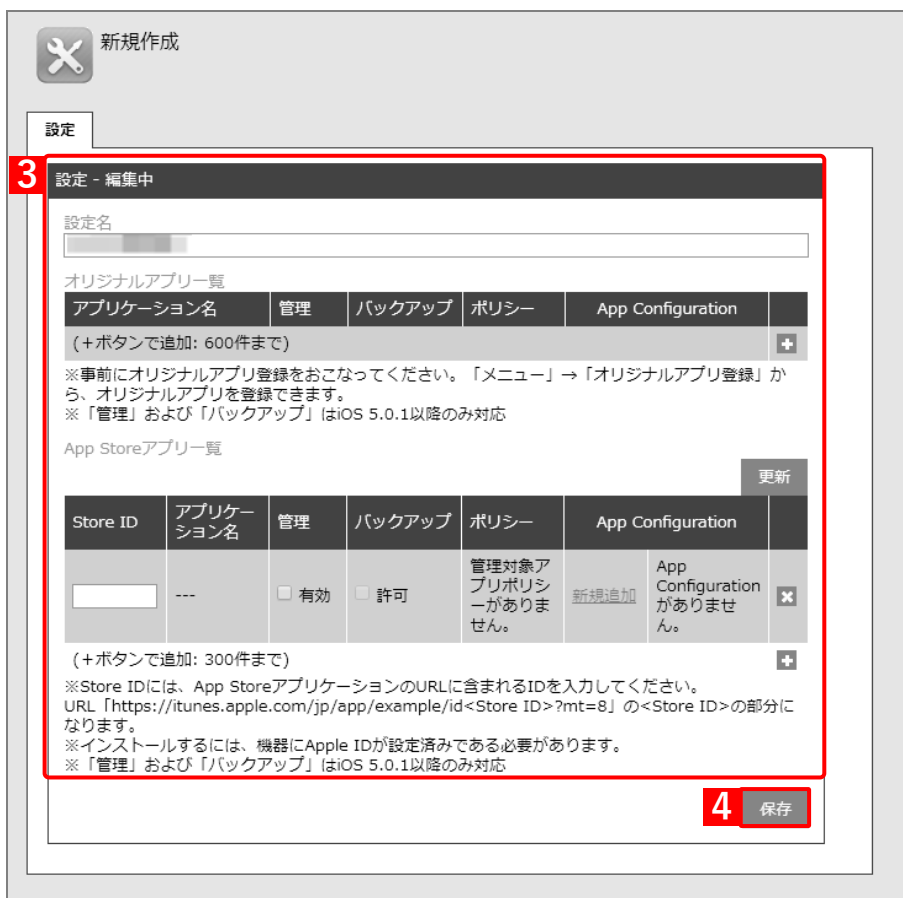 新規作成
設定
3
設定 - 編集中
設定名
オリジナルアプリ一覧
アプリケーション名 管理 バックアップ ポリシー App Configuration
(+ボタンで追加: 600件まで)
※事前にオリジナルアプリ登録をおこなってください。「メニュー」→「オリジナルアプリ登録」か
ら、オリジナルアプリを登録できます。
※「管理」および「バックアップ」はiOS 5.0.1以降のみ対応
App Storeアプリ一覧
更新
Store ID アプリケー
ション名 管理 バックアップ ポリシー App Configuration
--- 有効 許可 管理対象ア
プリポリシ
ーがありま
せん。
新規追加
App
Configuration
がありませ
ん。
(+ボタンで追加: 300件まで)
※Store IDには、App StoreアプリケーションのURLに含まれるIDを入力してください。
URL「https://itunes.apple.com/jp/app/example/id<Store ID>?mt=8」の<Store ID>の部分に
なります。
※インストールするには、機器にApple IDが設定済みである必要があります。
※「管理」および「バックアップ」はiOS 5.0.1以降のみ対応
4
保存